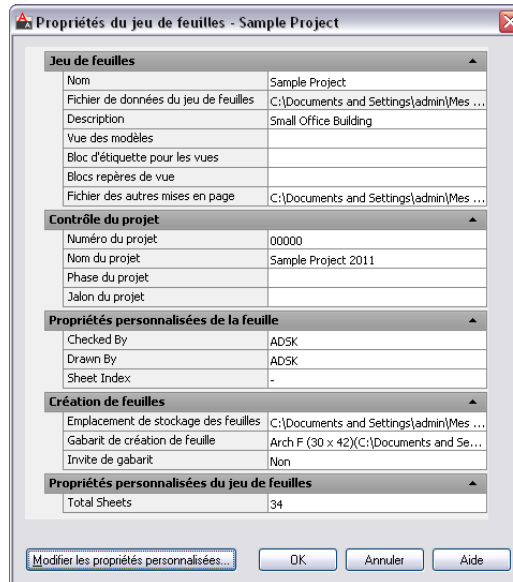 Propriétés du jeu de feuilles - Sample Project
Jeu de feuilles
Nom Sample Project
Fichier de données du jeu de feuilles C:\Documents and Settings\admin\Mes ...
Description Small Office Building
Vue des modèles
Bloc d'étiquette pour les vues
Blocs repères de vue
Fichier des autres mises en page C:\Documents and Settings\admin\Mes ...
Contrôle du projet
Numéro du projet 00000
Nom du projet Sample Project 2011
Phase du projet
Jalon du projet
Propriétés personnalisées de la feuille
Checked By ADSK
Drawn By ADSK
Sheet Index -
Création de feuilles
Emplacement de stockage des feuilles C:\Documents and Settings\admin\Mes ...
Gabarit de création de feuille Arch F (30 x 42)(C:\Documents and Se...
Invite de gabarit Non
Propriétés personnalisées du jeu de feuilles
Total Sheets 34
Modifier les propriétés personnalisées... OK Annuler Aide